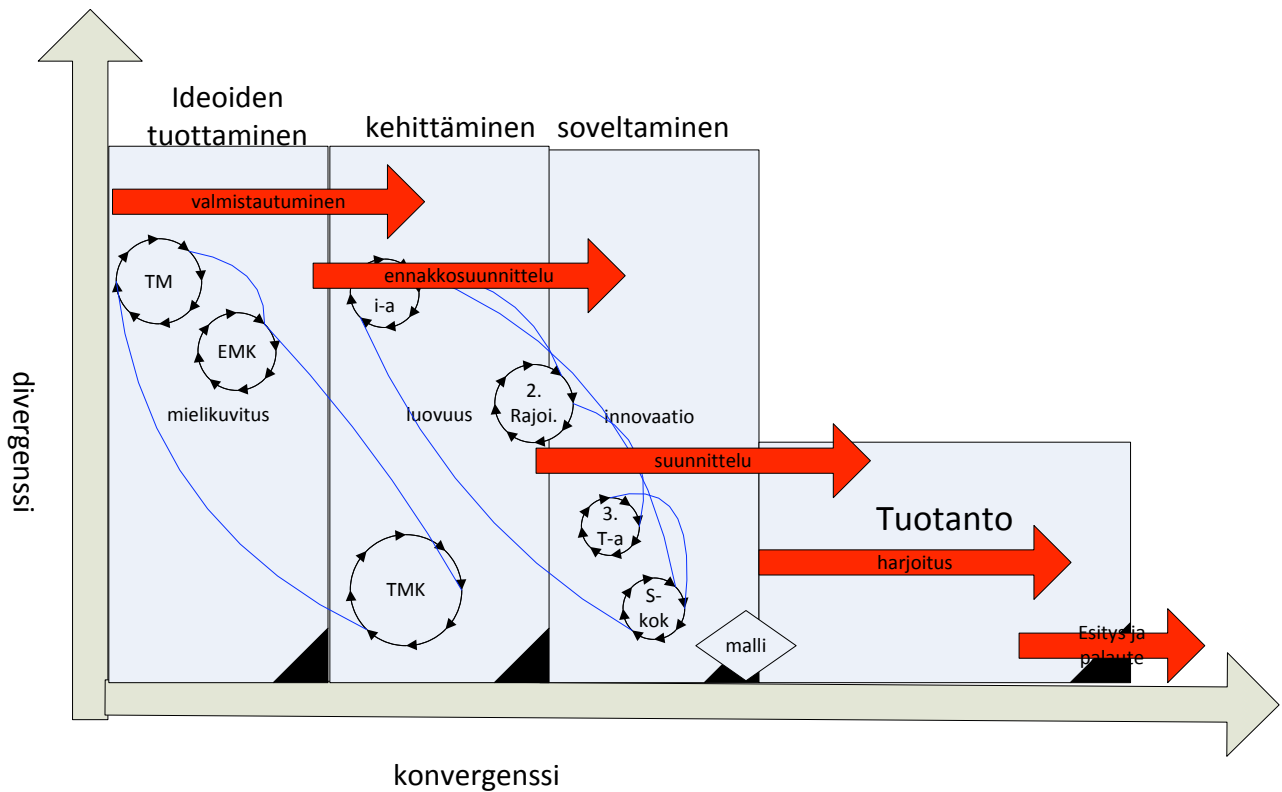 Ideoiden
tuottaminen
kehittäminen
soveltaminen
valmistautuminen
ennakkosuunnittelu
TM
i-a
EMK
2.
Rajoi.
mielikuvitus
luovuus
innovaatio
divergenssi
suunnittelu
3.
T-a
Tuotanto
harjoitus
TMK
S-
kok
malli
Esitys ja
palaute
konvergenssi